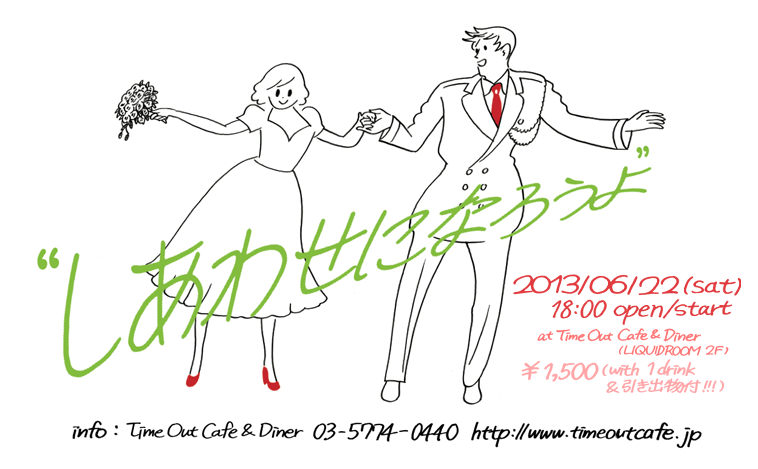 “しあわせになろうよ”
2013/06/22(sat)
18:00 open/start
at Time Out Cafe & Diner
(LIQUIDROOM 2F)
¥1,500(with 1 drink
&引き出物付!!!)
info : Time Out Cafe & Diner 03-5774-0440 http://www.timeoutcafe.jp